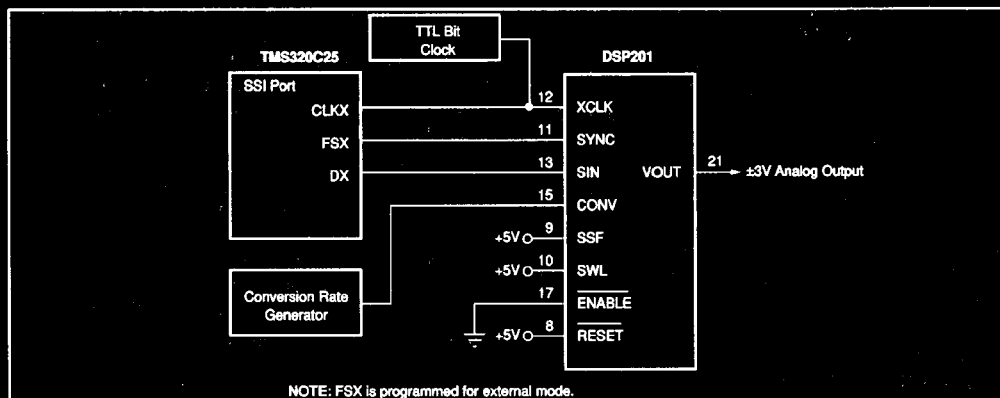 TTL Bit
Clock
TMS320C25
DSP201
SSI Port
CLKX
12
XCLK
FSX
11
SYNC
DX
13
SIN
VOUT
21
±3V Analog Output
15
CONV
+5V
9
SSF
+5V
10
SWL
17
ENABLE
+5V
8
RESET
Conversion Rate
Generator
NOTE: FSX is programmed for external mode.